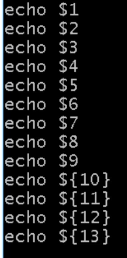 echo $1
echo $2
echo $3
echo $4
echo $5
echo $6
echo $7
echo $8
echo $9
echo ${10}
echo ${11}
echo ${12}
echo ${13}